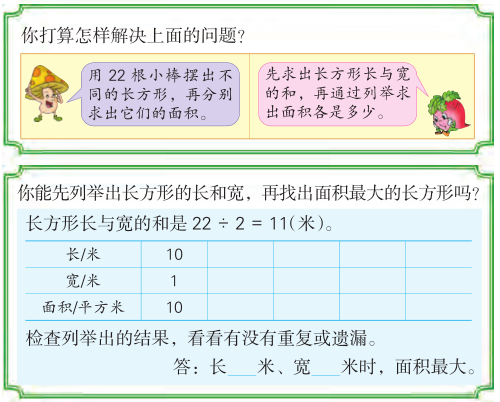 你打算怎样解决上面的问题?
用 22 根小棒摆出不
同的长方形，再分别
求出它们的面积。
先求出长方形长与宽
的和，再通过列举求
出面积各是多少。
你能先列举出长方形的长和宽，再找出面积最大的长方形吗?
长方形长与宽的和是 22 ÷ 2 = 11(米)。
长/米 10
宽/米 1
面积/平方米 10
检查列举出的结果，看看有没有重复或遗漏。
答：长___米、宽___米时，面积最大。